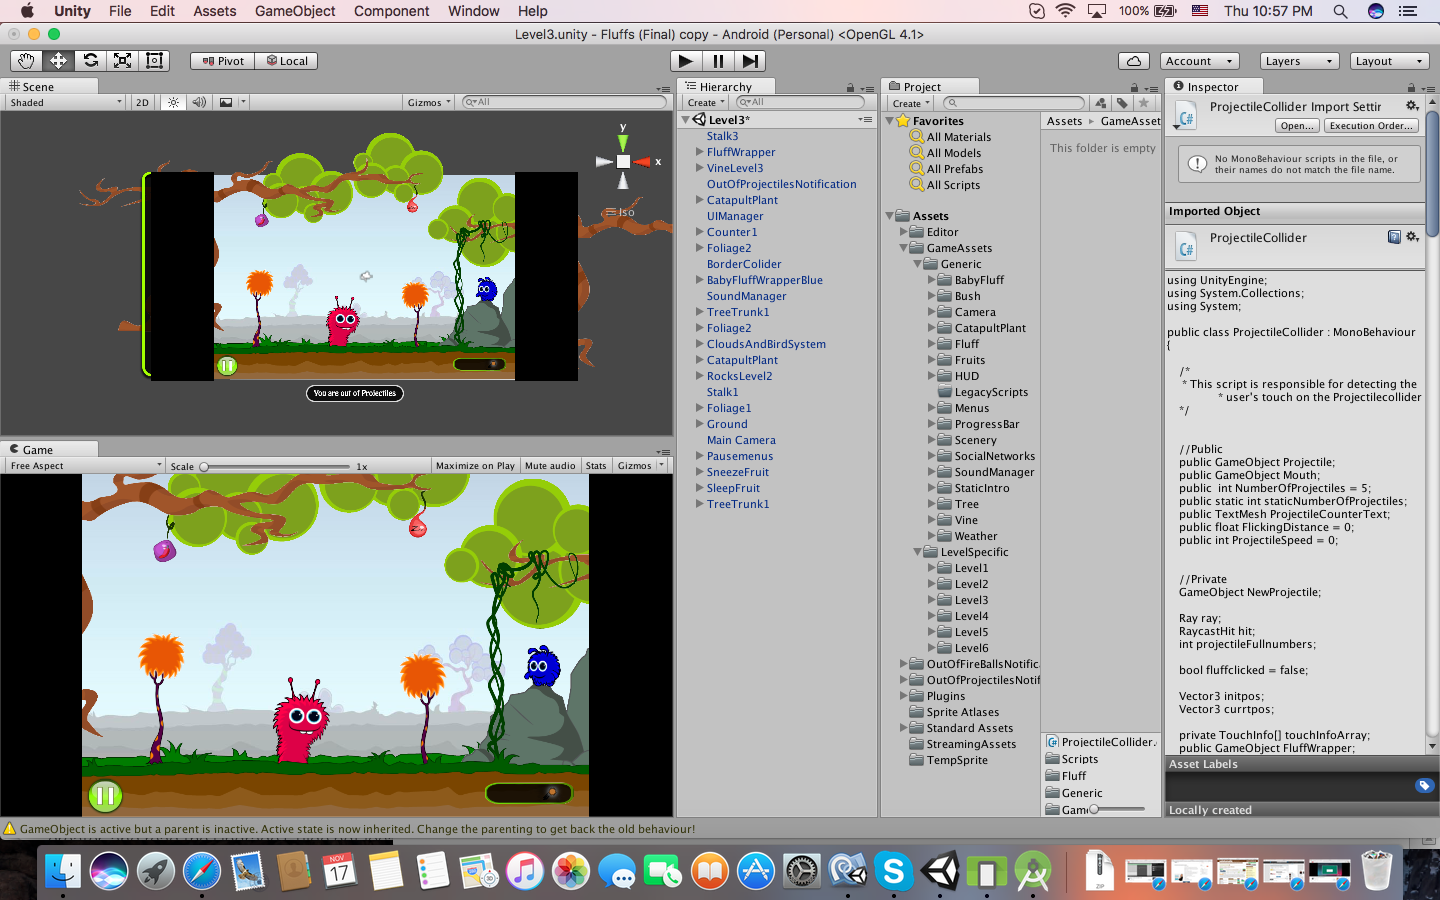 Unity File Edit Assets GameObject Component Window Help 100% Thu 10:57 PM
Level3.unity - Fluffs (Final) copy - Android (Personal) <OpenGL 4.1>
Pivot Local Account Layers Layout
Scene
Shaded 2D Gizmos All
y
x
Iso
You are out of Projectiles
Game
Free Aspect Scale 1x Maximize on Play Mute audio Stats Gizmos
Hierarchy
Create All
Level3*
Stalk3
FluffWrapper
VineLevel3
OutOfProjectilesNotification
CatapultPlant
UIManager
Counter1
Foliage2
BorderColider
BabyFluffWrapperBlue
SoundManager
TreeTrunk1
Foliage2
CloudsAndBirdSystem
CatapultPlant
RocksLevel2
Stalk1
Foliage1
Ground
Main Camera
Pausemenus
SneezeFruit
SleepFruit
TreeTrunk1
Project
Create
Favorites
All Materials
All Models
All Prefabs
All Scripts
Assets
Editor
GameAssets
Generic
BabyFluff
Bush
Camera
CatapultPlant
Fluff
Fruits
HUD
LegacyScripts
Menus
ProgressBar
Scenery
SocialNetworks
SoundManager
StaticIntro
Tree
Vine
Weather
LevelSpecific
Level1
Level2
Level3
Level4
Level5
Level6
OutOfFireBallsNotific
OutOfProjectilesNotif
Plugins
Sprite Atlases
Standard Assets
StreamingAssets
TempSprite
Assets GameAsset
This folder is empty
ProjectileCollider.
Scripts
Fluff
Generic
Gam
Inspector
ProjectileCollider Import Settir
Open... Execution Order...
No MonoBehaviour scripts in the file, or
their names do not match the file name.
Imported Object
ProjectileCollider
using UnityEngine;
using System.Collections;
using System;
public class ProjectileCollider : MonoBehaviour
{
/*
* This script is responsible for detecting the
* user's touch on the Projectilecollider
*/
//Public
public GameObject Projectile;
public GameObject Mouth;
public int NumberOfProjectiles = 5;
public static int staticNumberOfProjectiles;
public TextMesh ProjectileCounterText;
public float FlickingDistance = 0;
public int ProjectileSpeed = 0;
//Private
GameObject NewProjectile;
Ray ray;
RaycastHit hit;
int projectileFullnumbers;
bool fluffclicked = false;
Vector3 initpos;
Vector3 currtpos;
private TouchInfo[] touchInfoArray;
public GameObject FluffWrapper;
Asset Labels
Locally created
GameObject is active but a parent is inactive. Active state is now inherited. Change the parenting to get back the old behaviour!
NOV
17
ZIP